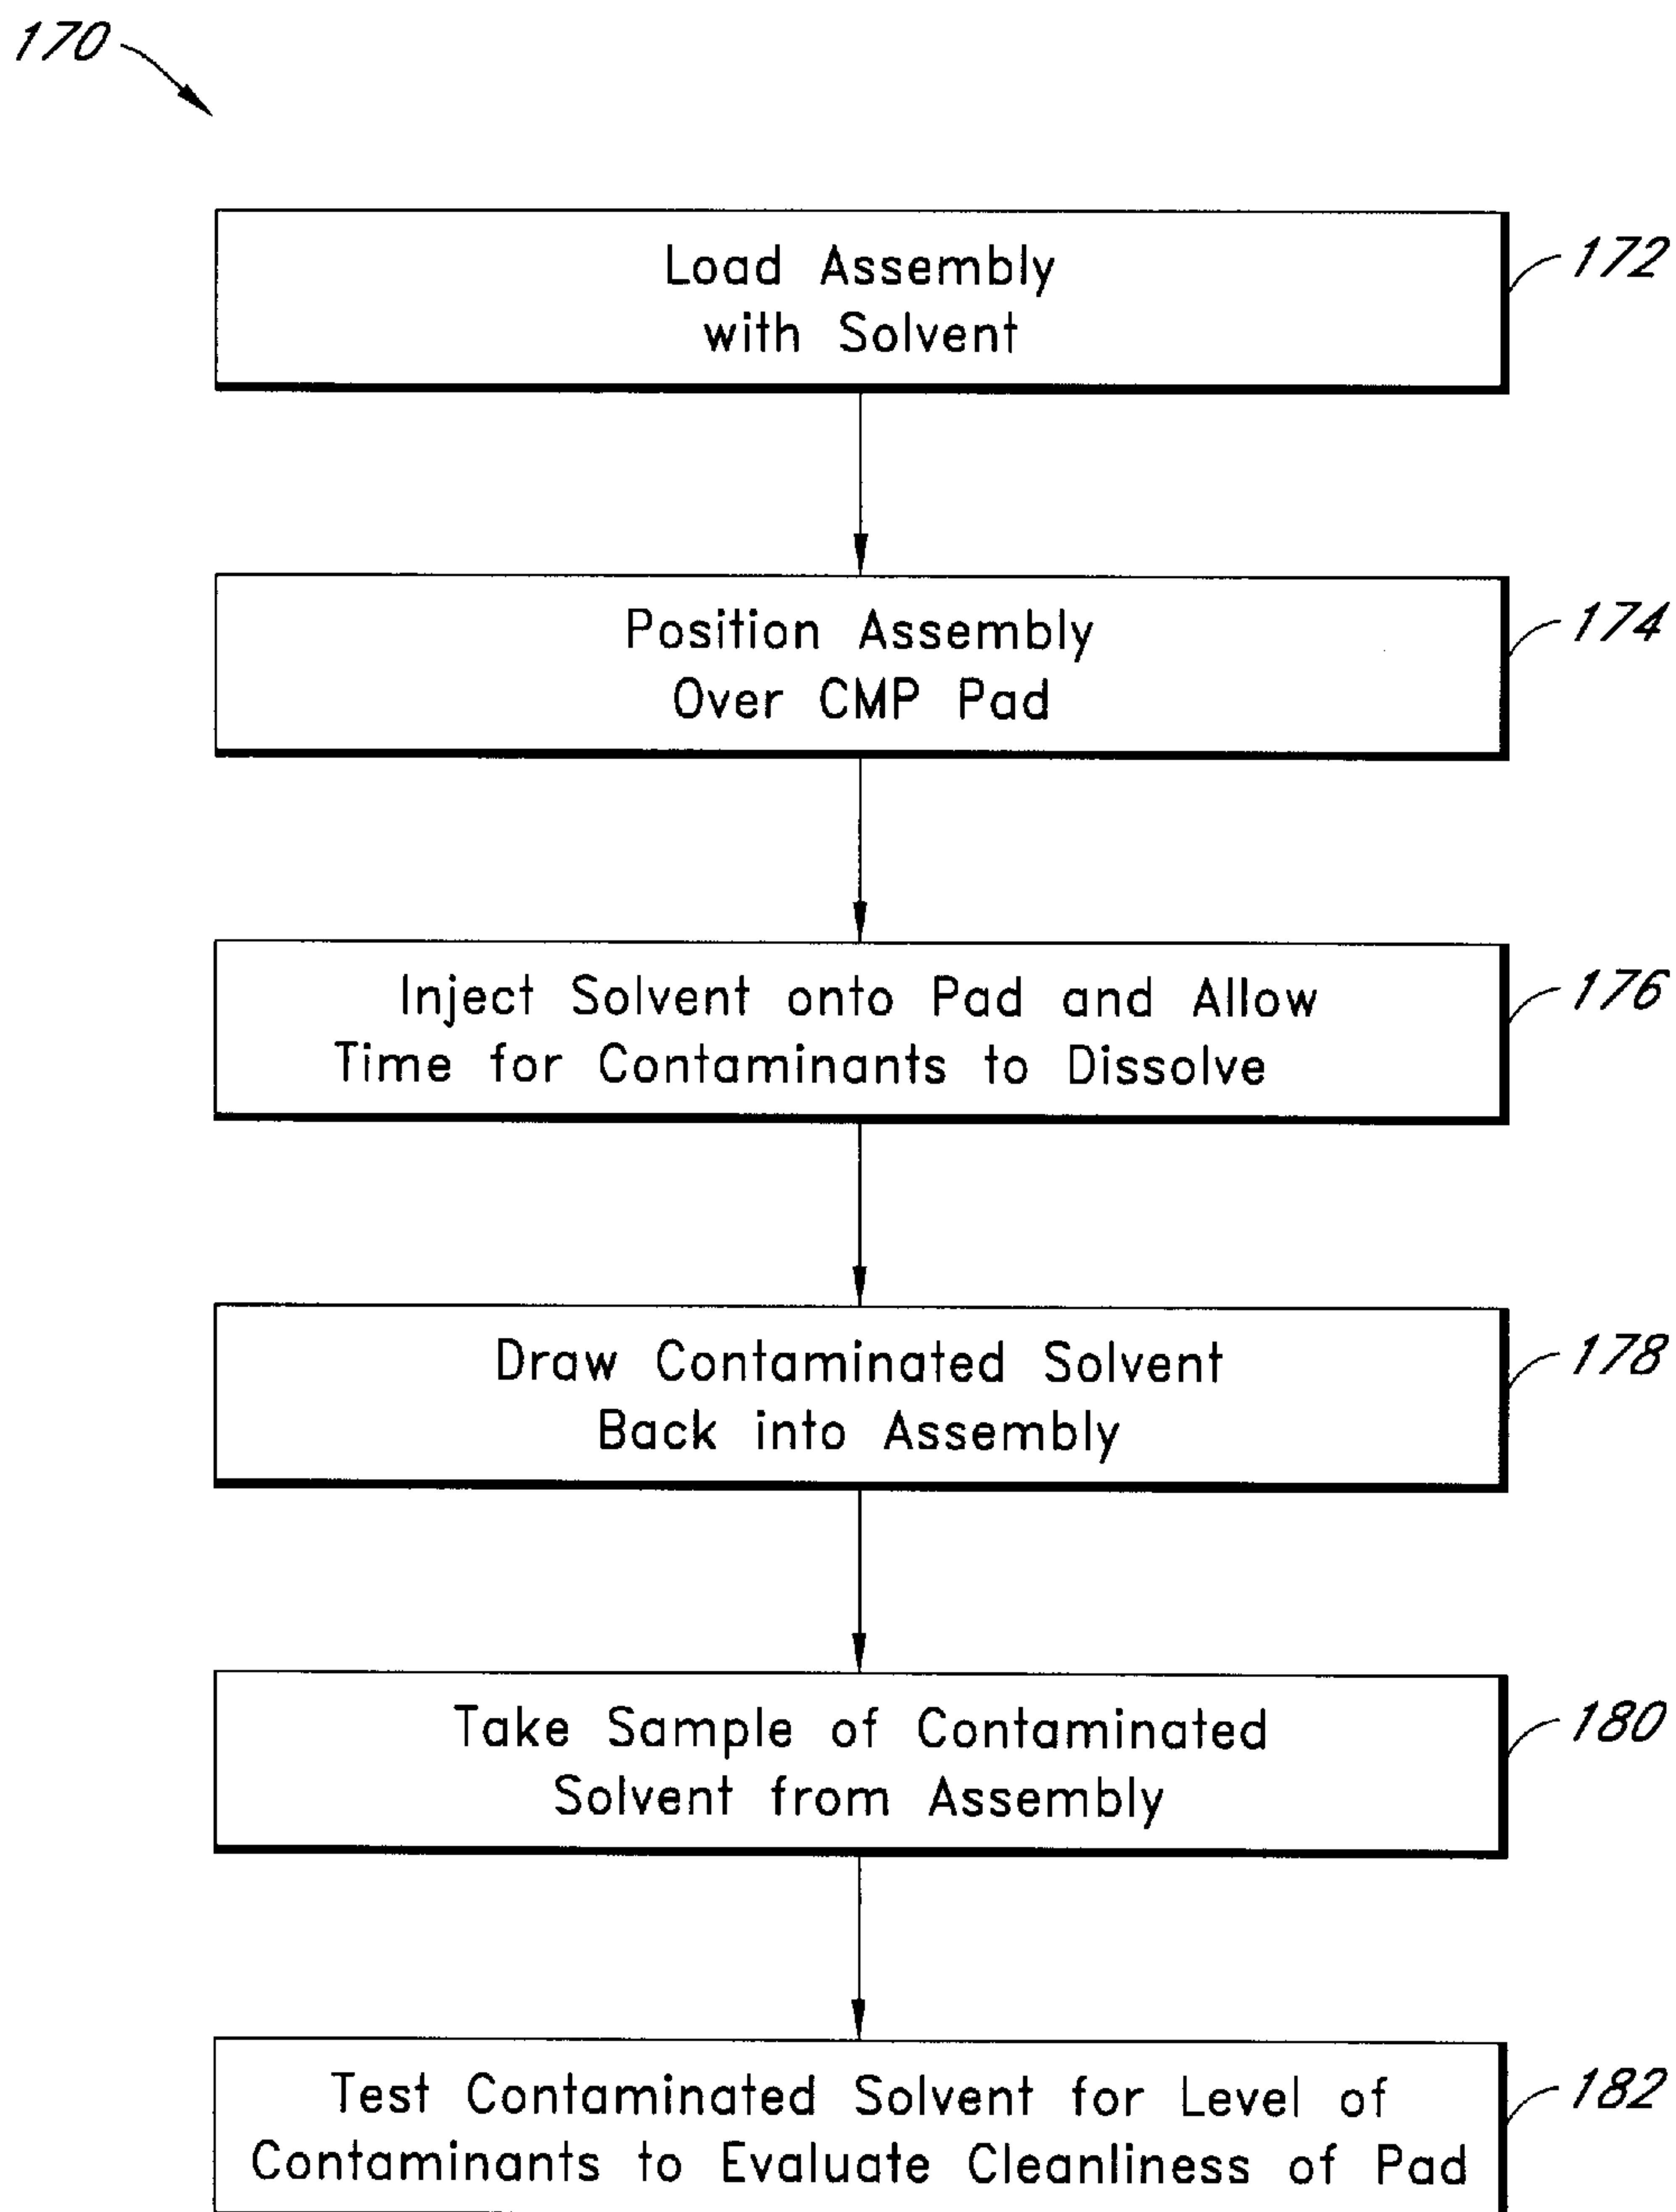 170
Load Assembly
with Solvent
172
Position Assembly
Over CMP Pad
174
Inject Solvent onto Pad and Allow
Time for Contaminants to Dissolve
176
Draw Contaminated Solvent
Back into Assembly
178
Take Sample of Contaminated
Solvent from Assembly
180
Test Contaminated Solvent for Level of
Contaminants to Evaluate Cleanliness of Pad
182